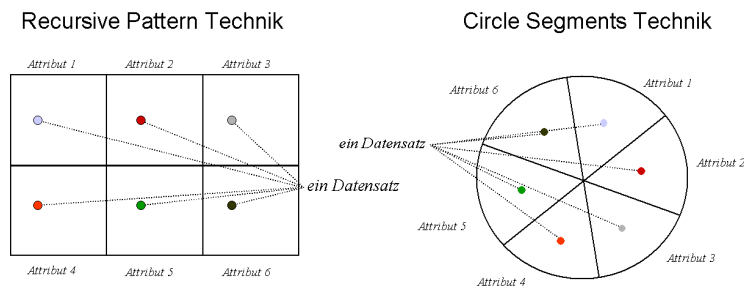 Recursive Pattern Technik
Attribut 1
Attribut 2
Attribut 3
ein Datensatz
Attribut 4
Attribut 5
Attribut 6
Circle Segments Technik
Attribut 6
Attribut 1
ein Datensatz
Attribut 2
Attribut 5
Attribut 3
Attribut 4